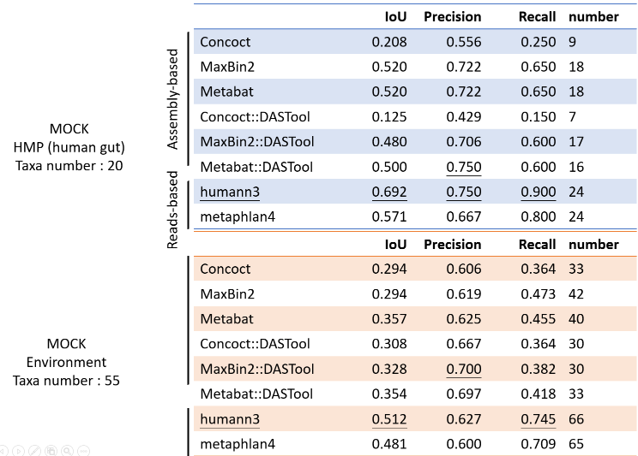 IoU Precision Recall number
Assembly-based
MOCK
HMP (human gut)
Taxa number : 20
Concoct 0.208 0.556 0.250 9
MaxBin2 0.520 0.722 0.650 18
Metabat 0.520 0.722 0.650 18
Concoct::DASTool 0.125 0.429 0.150 7
MaxBin2::DASTool 0.480 0.706 0.600 17
Metabat::DASTool 0.500 0.750 0.600 16
Reads-based
humann3 0.692 0.750 0.900 24
metaphlan4 0.571 0.667 0.800 24
IoU Precision Recall number
MOCK
Environment
Taxa number : 55
Concoct 0.294 0.606 0.364 33
MaxBin2 0.294 0.619 0.473 42
Metabat 0.357 0.625 0.455 40
Concoct::DASTool 0.308 0.667 0.364 30
MaxBin2::DASTool 0.328 0.700 0.382 30
Metabat::DASTool 0.354 0.697 0.418 33
humann3 0.512 0.627 0.745 66
metaphlan4 0.481 0.600 0.709 65